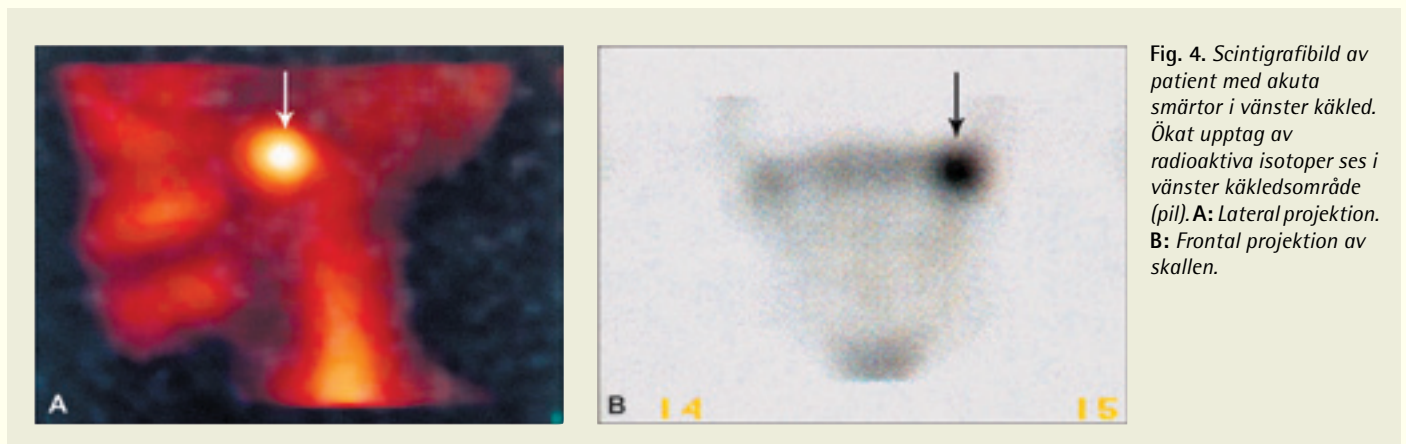 Fig. 4. Scintigrafibild av
patient med akuta
smärtor i vänster käkled.
Ökat upptag av
radioaktiva isotoper ses i
vänster käkledsområde
(pil). A: Lateral projektion.
B: Frontal projektion av
skallen.
A
B 14 15